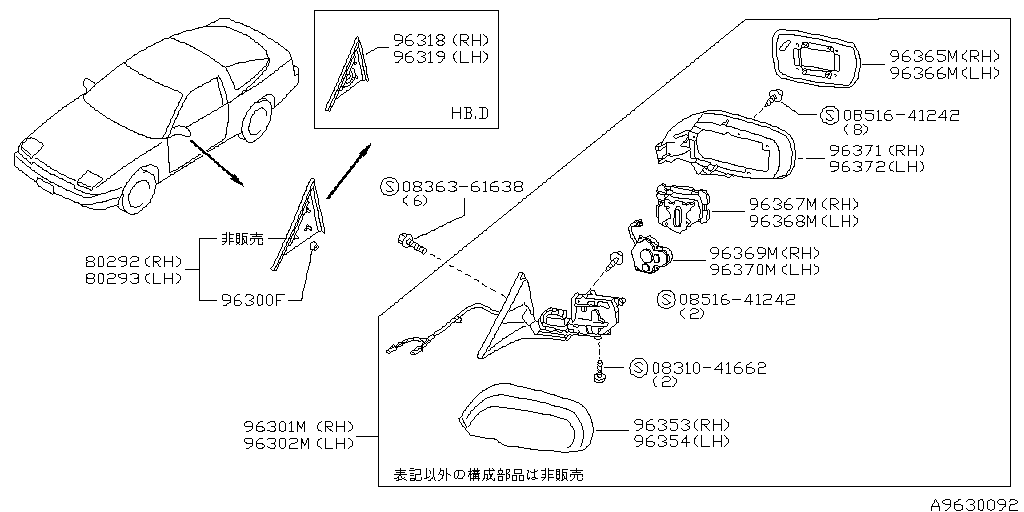 96318 (RH)
96319 (LH)
HB.D
96365M(RH)
96366M(LH)
Ⓢ08516-41242
(8)
96371 (RH)
96372(LH)
Ⓢ08363-61638
(6)
96367M(RH)
96368M(LH)
非販売
80292(RH)
80293(LH)
96300F
96369M(RH)
96370M(LH)
Ⓢ08516-41242
(2)
Ⓢ08310-41662
(2)
96301M (RH)
96302M(LH)
96353(RH)
96354(LH)
表記以外の構成部品は非販売
A9630092